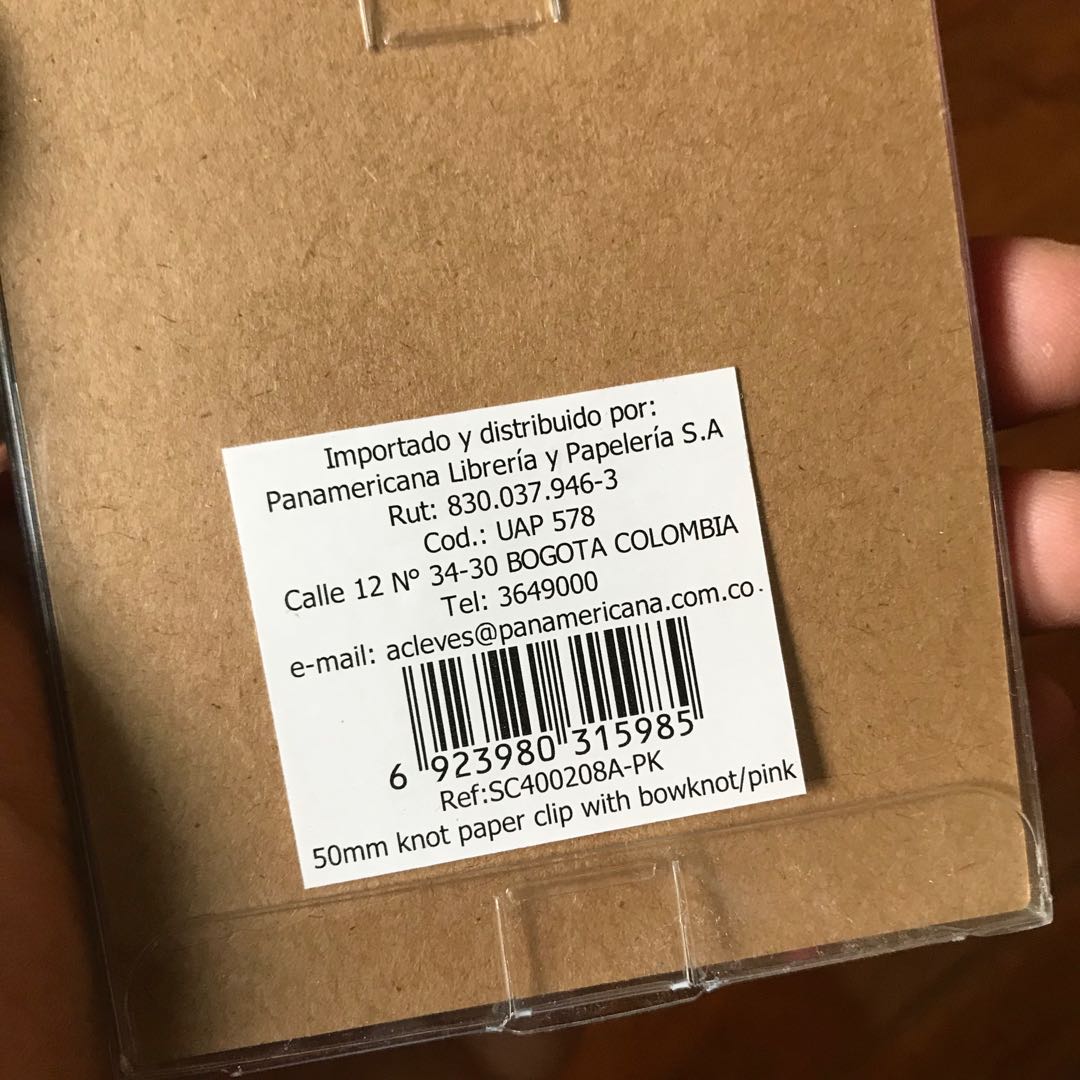 Importado y distribuido por:
Panamericana Librería y Papelería S.A
Rut: 830.037.946-3
Cod.: UAP 578
Calle 12 Nº 34-30 BOGOTA COLOMBIA
Tel: 3649000
e-mail: acleves@panamericana.com.co.
6 923980 315985
Ref:SC400208A-PK
50mm knot paper clip with bowknot/pink